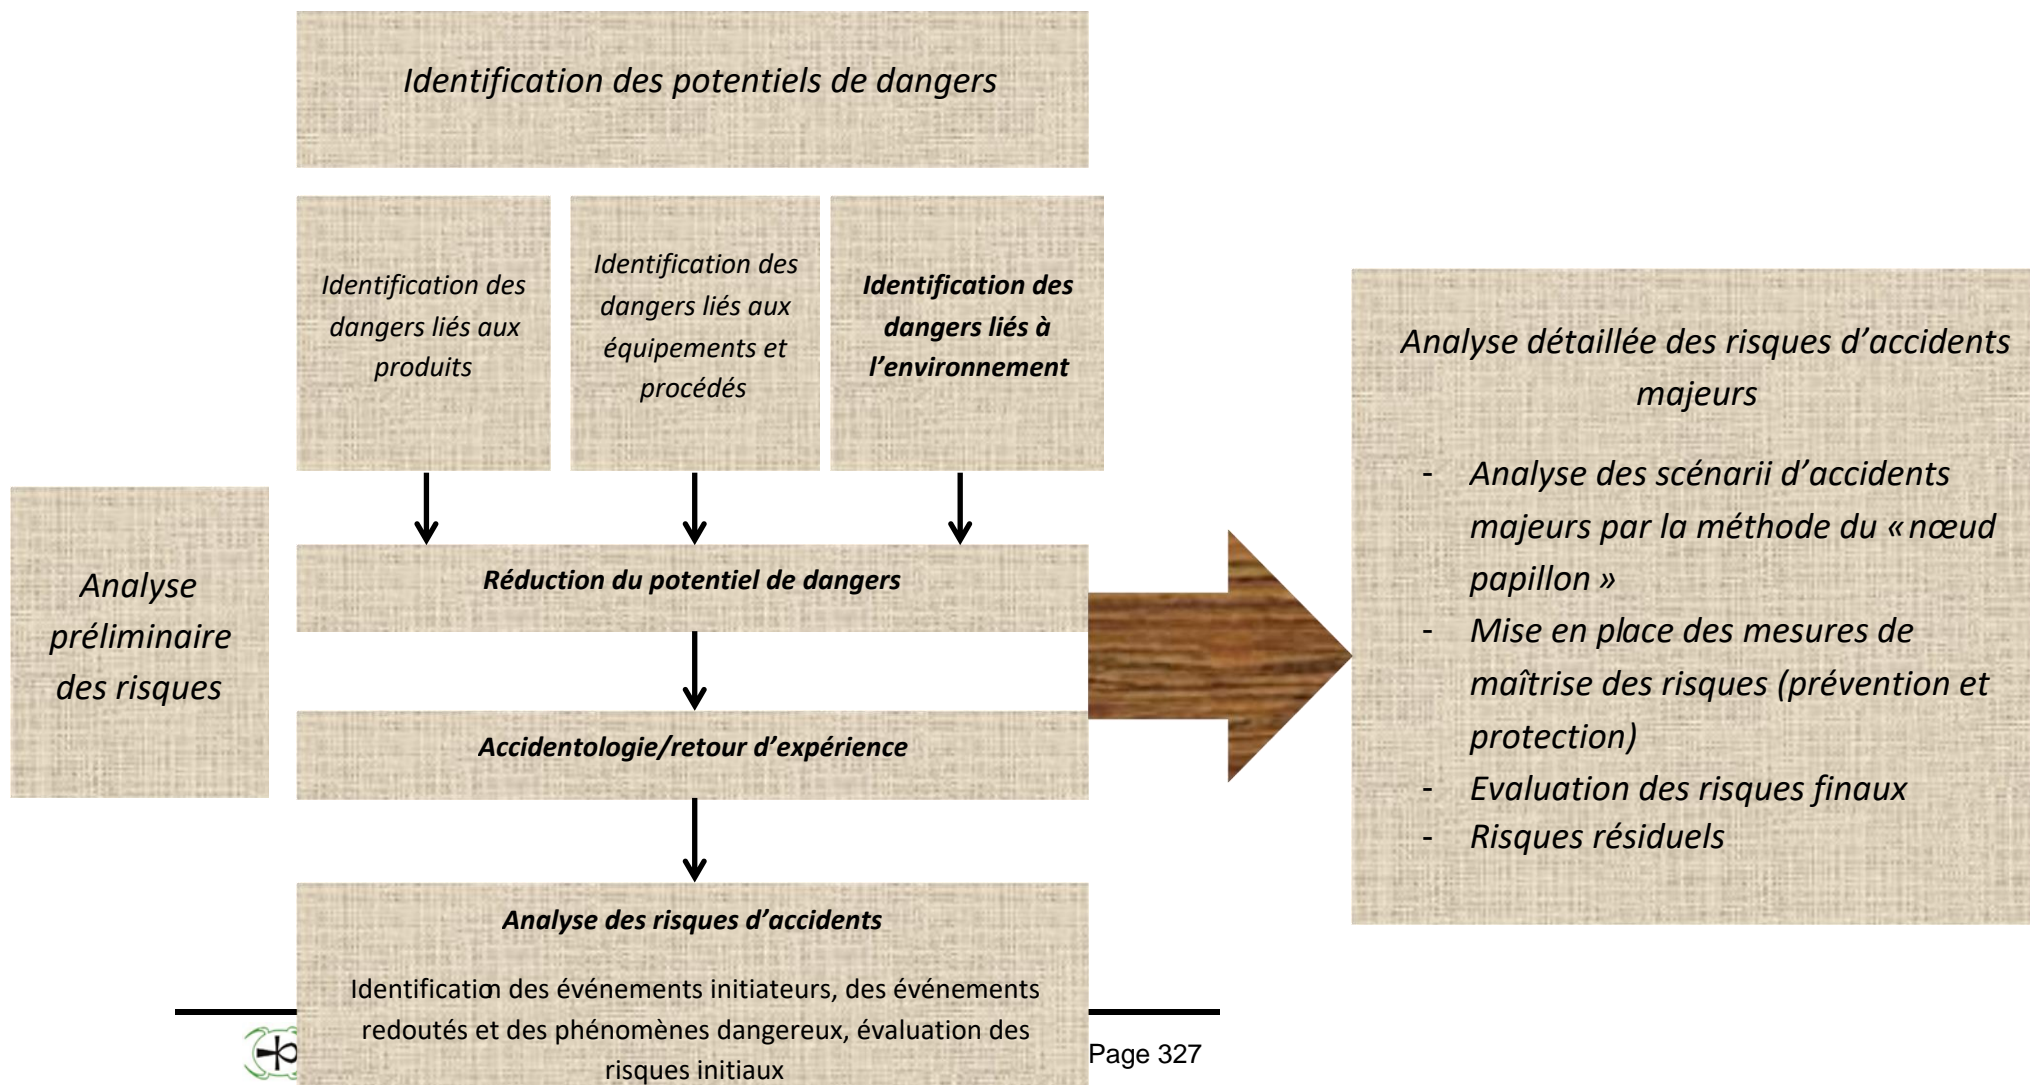 Identification des potentiels de dangers
Identification des
dangers liés aux
produits
Identification des
dangers liés aux
équipements et
procédés
Identification des
dangers liés à
l’environnement
Analyse
préliminaire
des risques
Réduction du potentiel de dangers
Accidentologie/retour d’expérience
Analyse des risques d’accidents
Identification des événements initiateurs, des événements
redoutés et des phénomènes dangereux, évaluation des
risques initiaux
Analyse détaillée des risques d’accidents
majeurs
- Analyse des scénarii d’accidents
majeurs par la méthode du « nœud
papillon »
- Mise en place des mesures de
maîtrise des risques (prévention et
protection)
- Evaluation des risques finaux
- Risques résiduels
Page 327